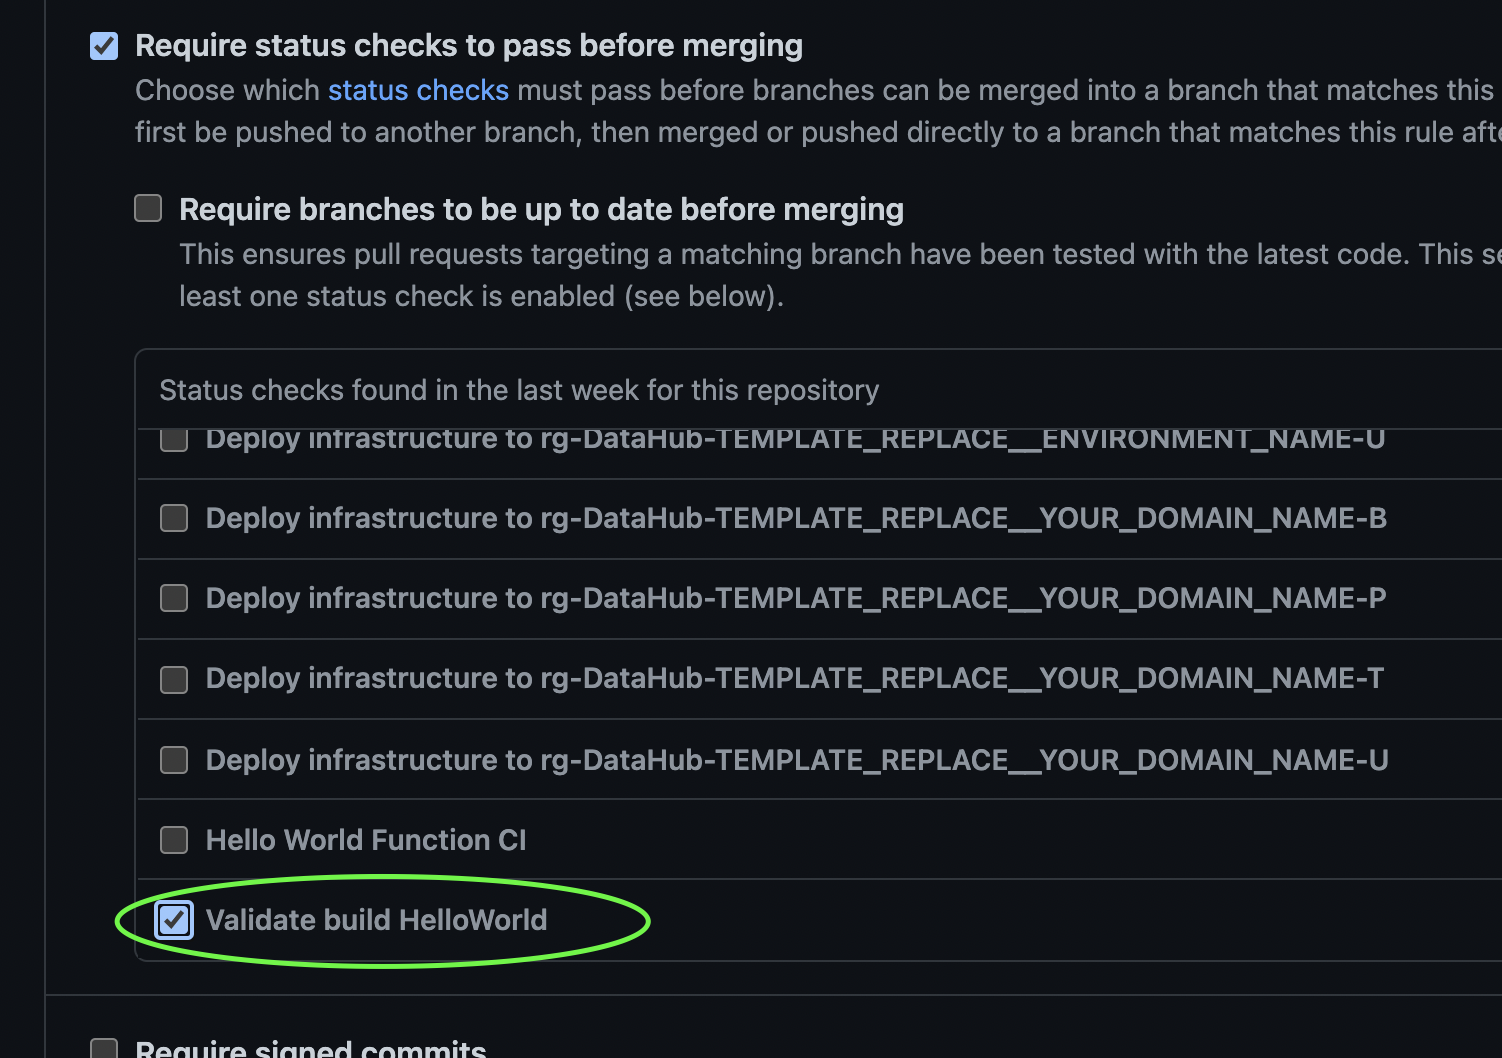 Require status checks to pass before merging
Choose which status checks must pass before branches can be merged into a branch that matches this
first be pushed to another branch, then merged or pushed directly to a branch that matches this rule afte
Require branches to be up to date before merging
This ensures pull requests targeting a matching branch have been tested with the latest code. This se
least one status check is enabled (see below).
Status checks found in the last week for this repository
Deploy infrastructure to rg-DataHub-TEMPLATE_REPLACE__ENVIRONMENT_NAME-U
Deploy infrastructure to rg-DataHub-TEMPLATE_REPLACE__YOUR_DOMAIN_NAME-B
Deploy infrastructure to rg-DataHub-TEMPLATE_REPLACE__YOUR_DOMAIN_NAME-P
Deploy infrastructure to rg-DataHub-TEMPLATE_REPLACE__YOUR_DOMAIN_NAME-T
Deploy infrastructure to rg-DataHub-TEMPLATE_REPLACE__YOUR_DOMAIN_NAME-U
Hello World Function CI
Validate build HelloWorld
Require signed commits